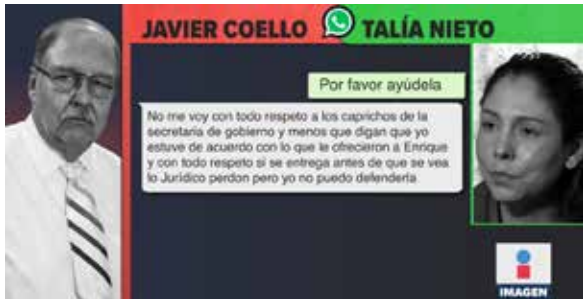 JAVIER COELLO TALÍA NIETO
Por favor ayúdela
No me voy con todo respeto a los caprichos de la
secretaria de gobierno y menos que digan que yo
estuve de acuerdo con lo que le ofrecieron a Enrique
y con todo respeto si se entrega antes de que se vea
lo Jurídico perdon pero yo no puedo defenderla
IMAGEN